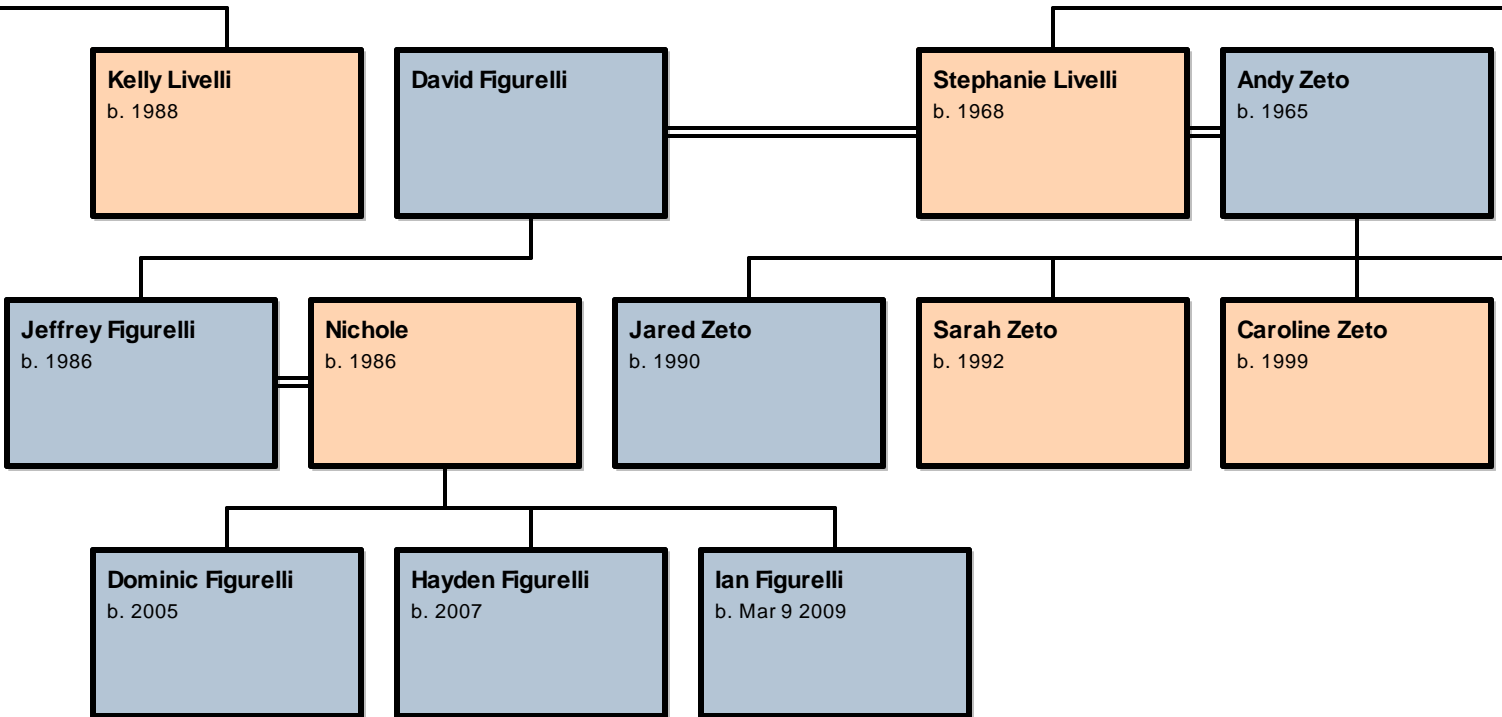 Kelly Livelli
b. 1988
David Figurelli
Stephanie Livelli
b. 1968
Andy Zeto
b. 1965
Jeffrey Figurelli
b. 1986
Nichole
b. 1986
Jared Zeto
b. 1990
Sarah Zeto
b. 1992
Caroline Zeto
b. 1999
Dominic Figurelli
b. 2005
Hayden Figurelli
b. 2007
Ian Figurelli
b. Mar 9 2009